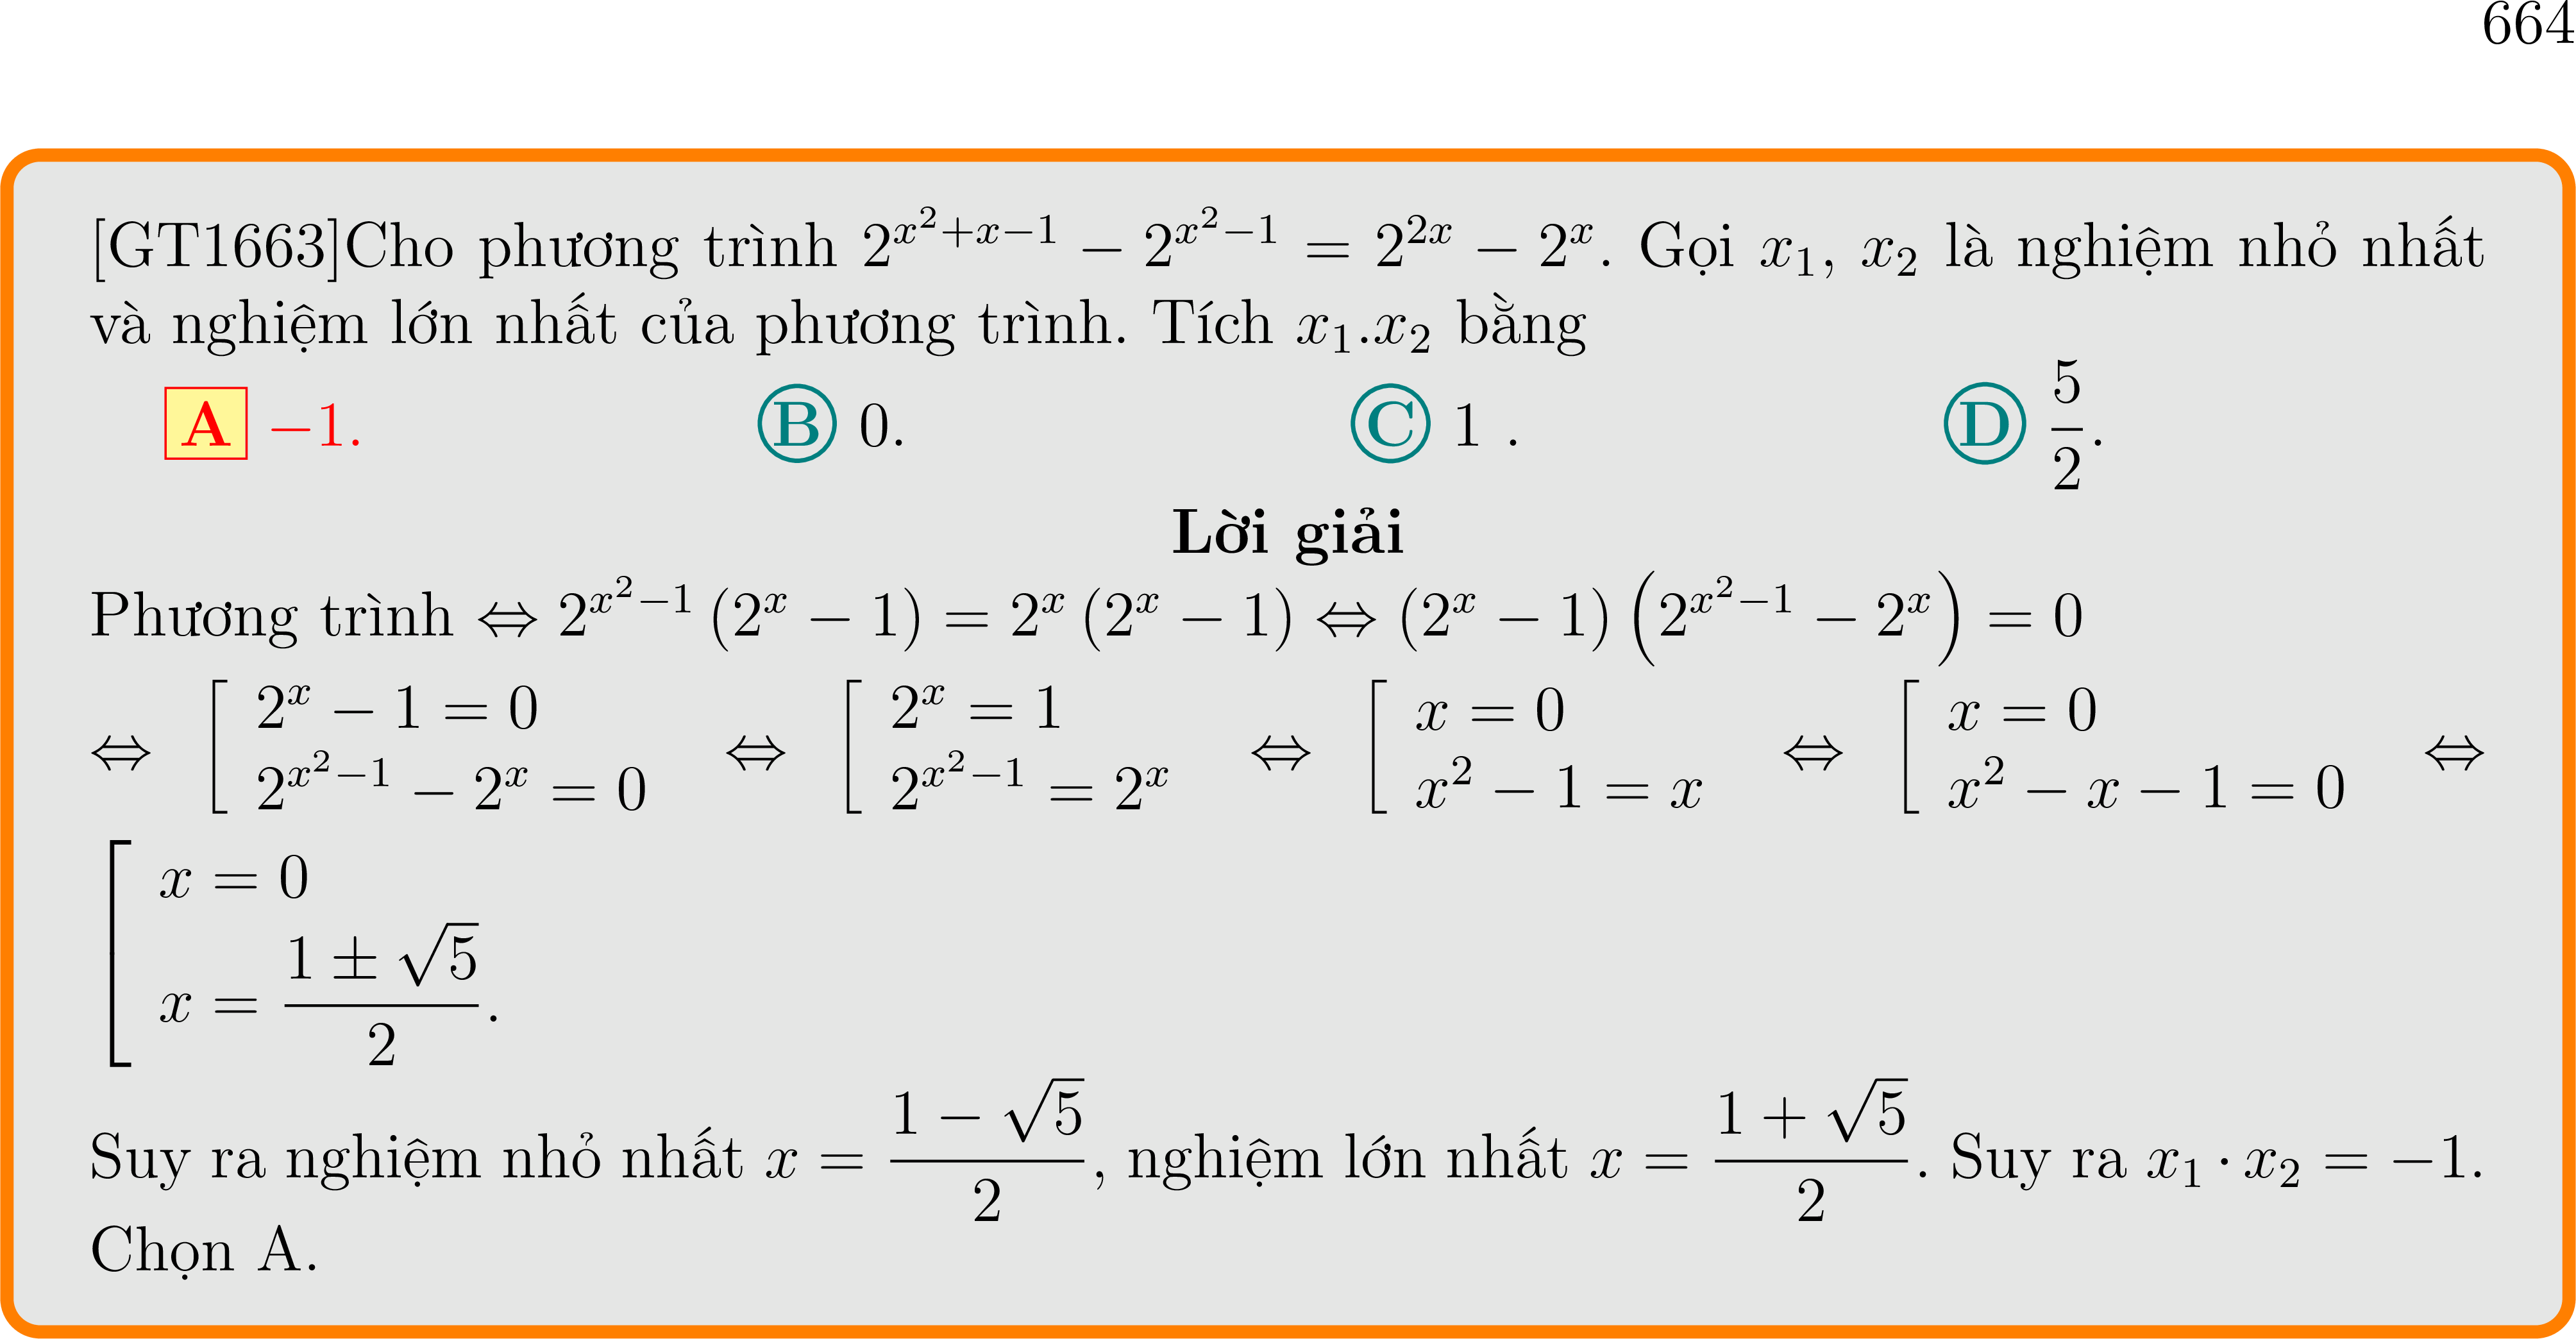 664
[GT1663]Cho phương trình $2^{x^2+x-1} - 2^{x^2-1} = 2^{2x} - 2^x$. Gọi $x_1$, $x_2$ là nghiệm nhỏ nhất
và nghiệm lớn nhất của phương trình. Tích $x_1.x_2$ bằng
A $-1$. B $0$. C $1$ . D $\dfrac{5}{2}$.
Lời giải
Phương trình $\Leftrightarrow 2^{x^2-1}\left(2^x - 1\right) = 2^x\left(2^x - 1\right) \Leftrightarrow \left(2^x - 1\right)\left(2^{x^2-1} - 2^x\right) = 0$
$\Leftrightarrow \left[\begin{array}{l} 2^x - 1 = 0 \\ 2^{x^2-1} - 2^x = 0 \end{array}\right. \Leftrightarrow \left[\begin{array}{l} 2^x = 1 \\ 2^{x^2-1} = 2^x \end{array}\right. \Leftrightarrow \left[\begin{array}{l} x = 0 \\ x^2 - 1 = x \end{array}\right. \Leftrightarrow \left[\begin{array}{l} x = 0 \\ x^2 - x - 1 = 0 \end{array}\right. \Leftrightarrow$
$\left[\begin{array}{l} x = 0 \\ x = \dfrac{1 \pm \sqrt{5}}{2}. \end{array}\right.$
Suy ra nghiệm nhỏ nhất $x = \dfrac{1 - \sqrt{5}}{2}$, nghiệm lớn nhất $x = \dfrac{1 + \sqrt{5}}{2}$. Suy ra $x_1 \cdot x_2 = -1$.
Chọn A.